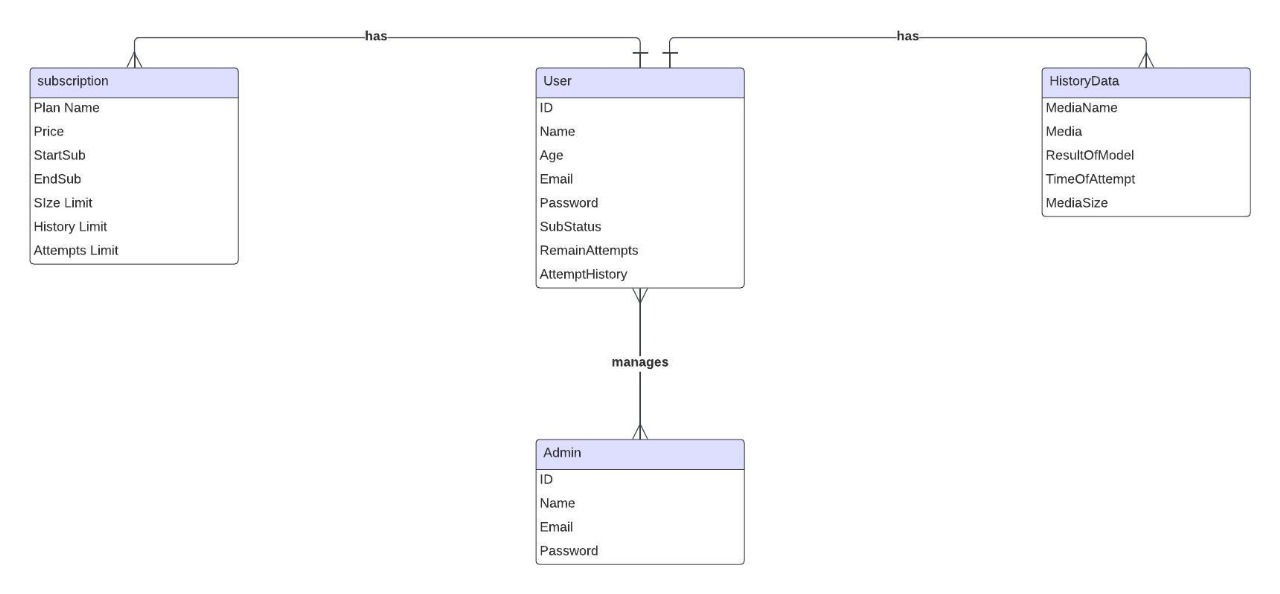 has
has
subscription
Plan Name
Price
StartSub
EndSub
SIze Limit
History Limit
Attempts Limit
User
ID
Name
Age
Email
Password
SubStatus
RemainAttempts
AttemptHistory
HistoryData
MediaName
Media
ResultOfModel
TimeOfAttempt
MediaSize
manages
Admin
ID
Name
Email
Password